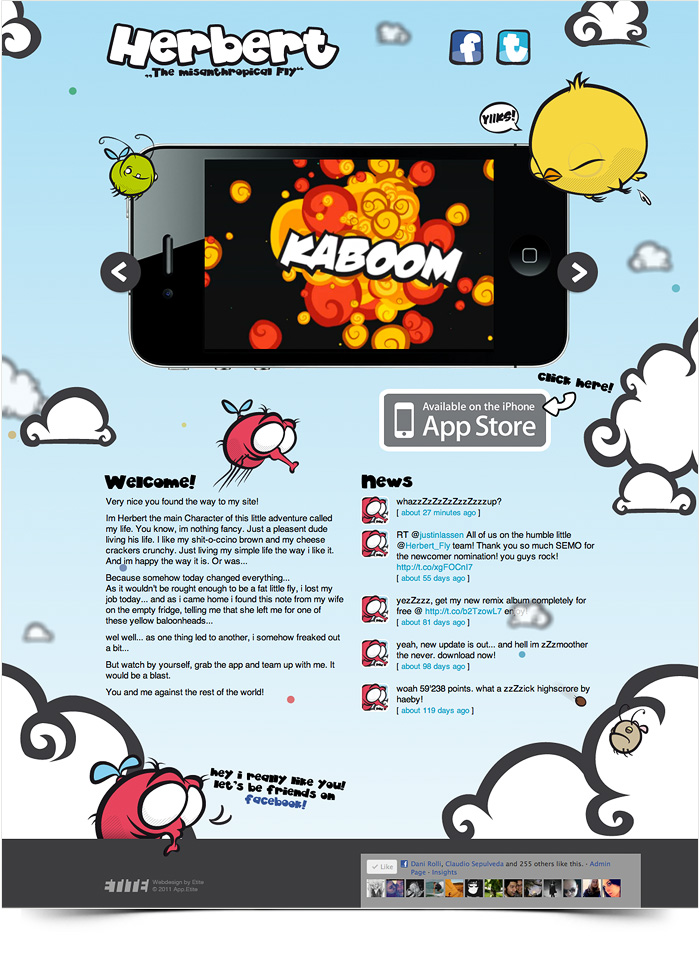 Herbert
„The misanthropical Fly“
f
t
YIIKS!
KABOOM
click here!
Available on the iPhone
App Store
Welcome!
Very nice you found the way to my site!
Im Herbert the main Character of this little adventure called
my life. You know, im nothing fancy. Just a pleasent dude
living his life. I like my shit-o-ccino brown and my cheese
crackers crunchy. Just living my simple life the way i like it.
And im happy the way it is. Or was...
Because somehow today changed everything...
As it wouldn't be rought enough to be a fat little fly, i lost my
job today... and as i came home i found this note from my wife
on the empty fridge, telling me that she left me for one of
these yellow baloonheads...
wel well... as one thing led to another, i somehow freaked out
a bit...
But watch by yourself, grab the app and team up with me. It
would be a blast.
You and me against the rest of the world!
News
whazzZzZzZzZzzZzzzup?
[ about 27 minutes ago ]
RT @justinlassen All of us on the humble little
@Herbert_Fly team! Thank you so much SEMO for
the newcomer nomination! you guys rock!
http://t.co/xgFOCnI7
[ about 55 days ago ]
yezZzzz, get my new remix album completely for
free @ http://t.co/b2TzowL7
[ about 81 days ago ]
yeah, new update is out... and hell im zZzmoother
the never. download now!
[ about 98 days ago ]
woah 59'238 points. what a zzZzick highscrore by
haeby!
[ about 119 days ago ]
hey i really like you!
let's be friends on
facebook!
ETITE
Webdesign by Etite
© 2011 App.Etite
Like
Dani Rolli, Claudio Sepulveda and 255 others like this. · Admin
Page · Insights